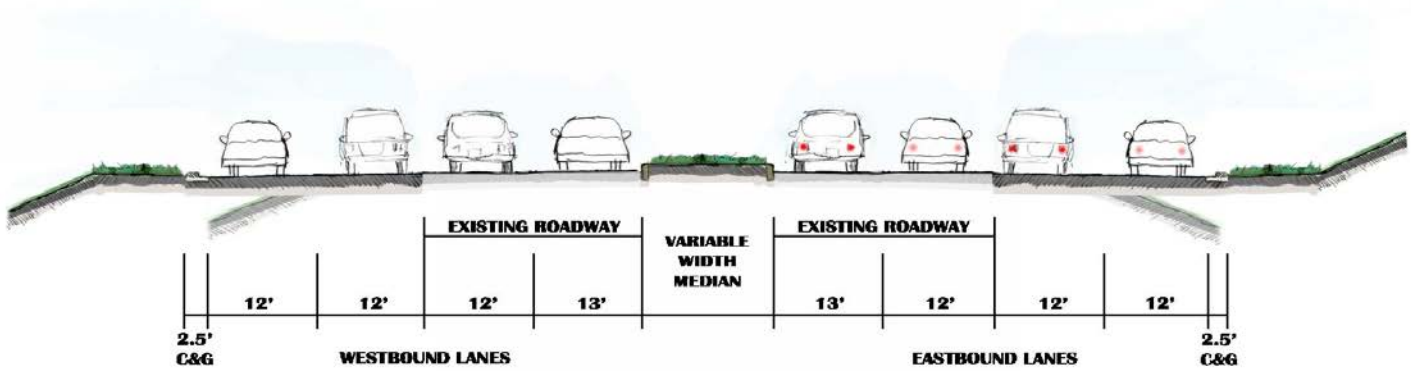 EXISTING ROADWAY
EXISTING ROADWAY
VARIABLE
WIDTH
MEDIAN
12' 12' 12' 13' 13' 12' 12' 12'
2.5'
C&G
WESTBOUND LANES
EASTBOUND LANES
2.5'
C&G